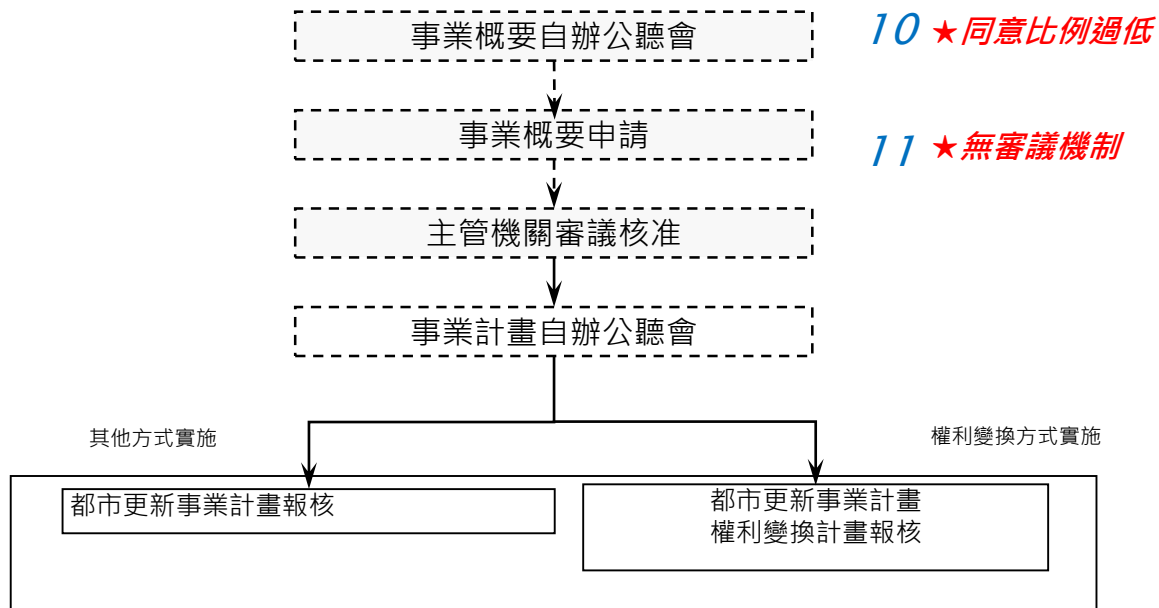 事業概要自辦公聽會
10 ★同意比例過低
事業概要申請
11 ★無審議機制
主管機關審議核准
事業計畫自辦公聽會
其他方式實施
權利變換方式實施
都市更新事業計畫報核
都市更新事業計畫
權利變換計畫報核